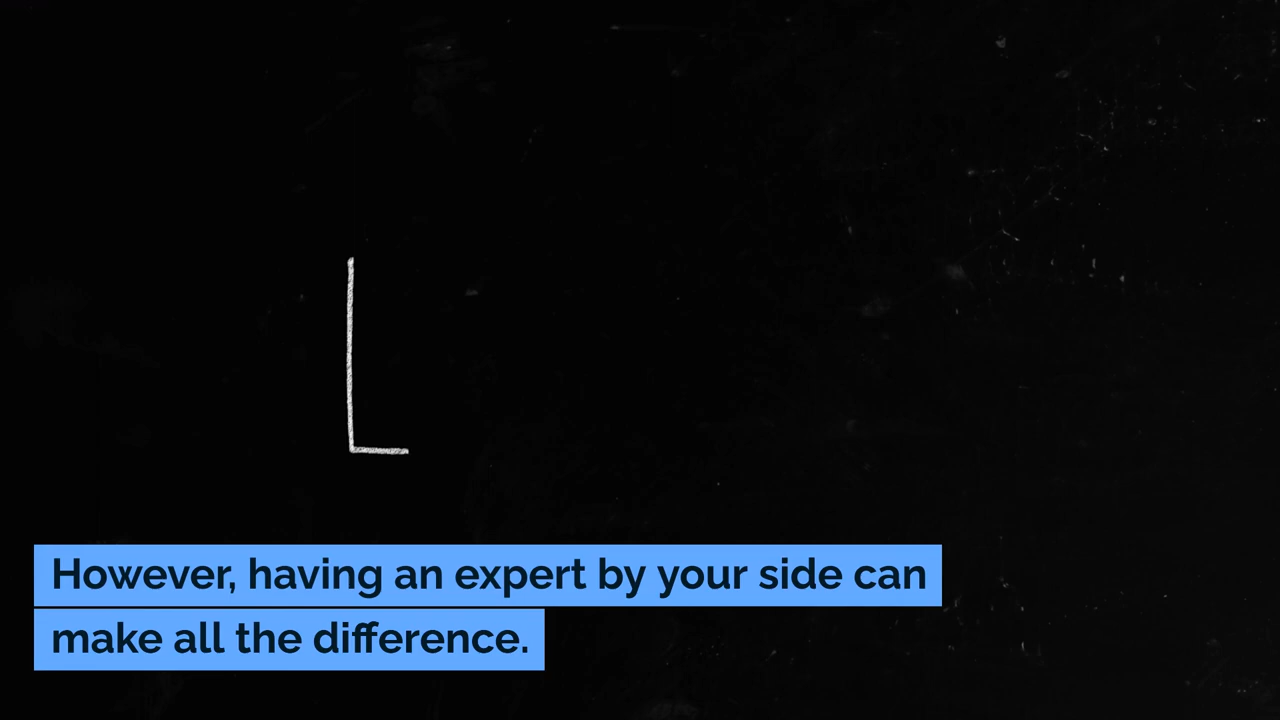 L
However, having an expert by your side can
make all the difference.